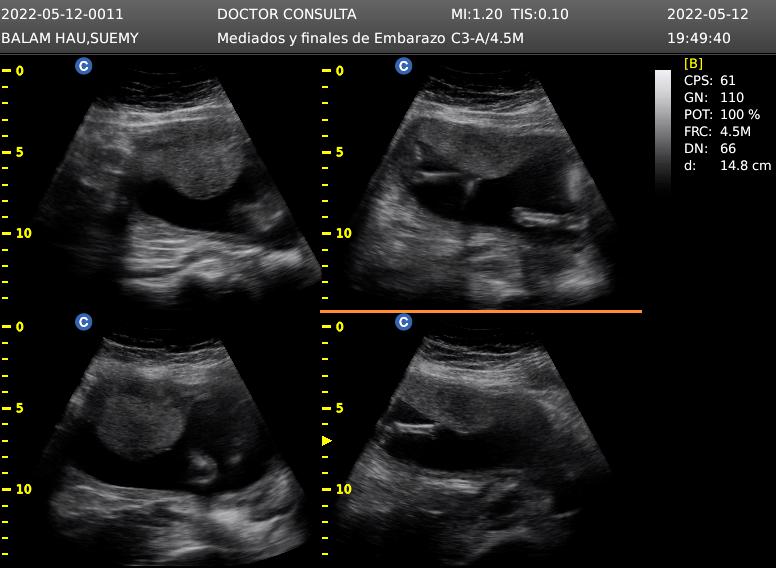 2022-05-12-0011 DOCTOR CONSULTA MI:1.20 TIS:0.10 2022-05-12
BALAM HAU,SUEMY Mediados y finales de Embarazo C3-A/4.5M 19:49:40
[B]
CPS: 61
GN: 110
POT: 100 %
FRC: 4.5M
DN: 66
d: 14.8 cm
C
0
5
10
C
0
5
10
C
0
5
10
C
0
5
10